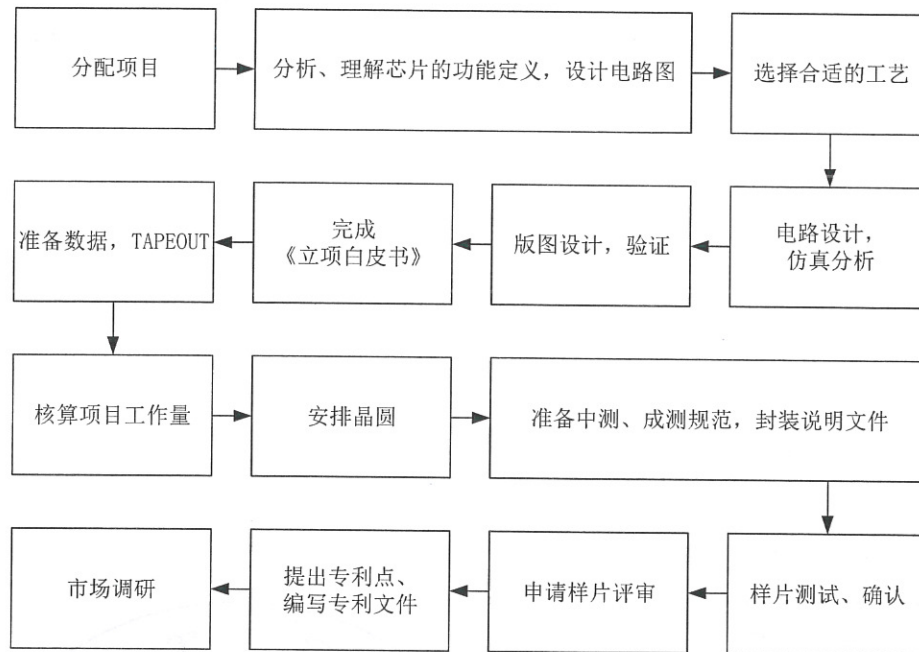 分配项目
分析、理解芯片的功能定义，设计电路图
选择合适的工艺
电路设计，
仿真分析
版图设计，验证
完成
《立项白皮书》
准备数据，TAPEOUT
核算项目工作量
安排晶圆
准备中测、成测规范，封装说明文件
样片测试、确认
申请样片评审
提出专利点、
编写专利文件
市场调研